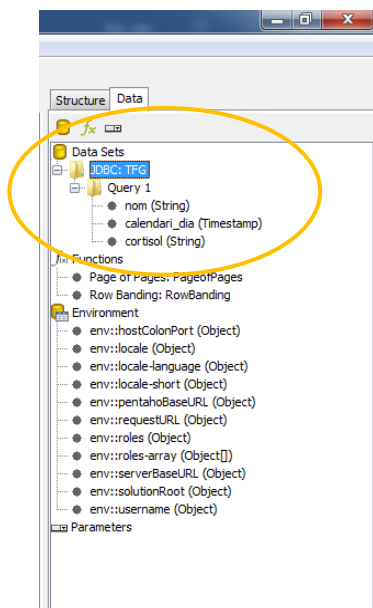 Structure Data
fx
Data Sets
JDBC: TFG
Query 1
nom (String)
calendari_dia (Timestamp)
cortisol (String)
Functions
Page of Pages: PageofPages
Row Banding: RowBanding
Environment
env::hostColonPort (Object)
env::locale (Object)
env::locale-language (Object)
env::locale-short (Object)
env::pentahoBaseURL (Object)
env::requestURL (Object)
env::roles (Object)
env::roles-array (Object[])
env::serverBaseURL (Object)
env::solutionRoot (Object)
env::username (Object)
Parameters